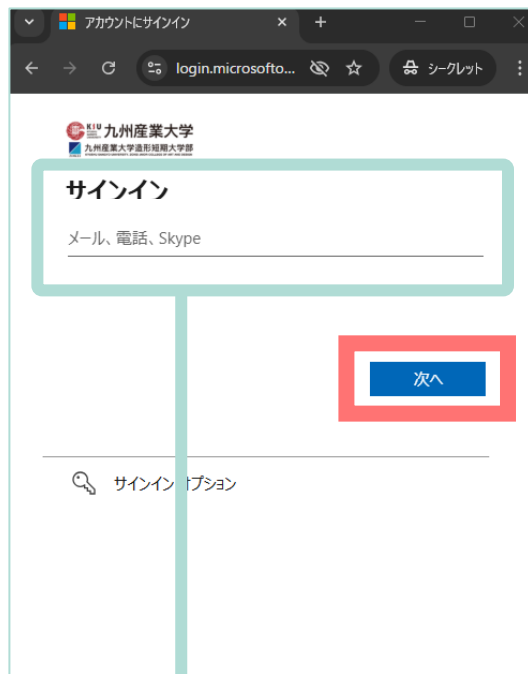 アカウントにサインイン
login.microsofto...
シークレット
KSU 九州産業大学
九州産業大学造形短期大学部
サインイン
メール、電話、Skype
次へ
サインイン オプション